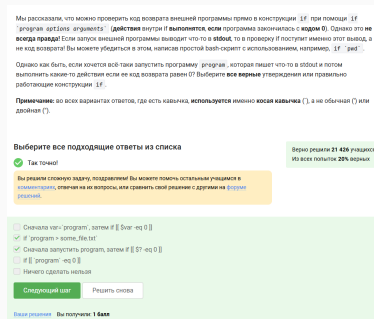 Мы рассказали, что можно проверить код возврата внешней программы прямо в конструкции if при помощи if
`program options arguments` (действия внутри if выполнятся, если программа закончилась с кодом 0). Однако это не
всегда правда! Если запуск внешней программы выводит что-то в stdout, то в проверку if поступит именно этот вывод, а
не код возврата! Вы можете убедиться в этом, написав простой bash-скрипт с использованием, например, if `pwd`.
Однако как быть, если хочется всё-таки запустить программу program, которая пишет что-то в stdout и потом
выполнить какие-то действия если ее код возврата равен 0? Выберите все верные утверждения или правильно
работающие конструкции if.
Примечание: во всех вариантах ответов, где есть кавычка, используется именно косая кавычка (`), а не обычная (') или
двойная (").
Выберите все подходящие ответы из списка
Верно решили 21 426 учащихся
Из всех попыток 20% верных
Так точно!
Вы решили сложную задачу, поздравляем! Вы можете помочь остальным учащимся в
комментариях, отвечая на их вопросы, или сравнить своё решение с другими на форуме
решений.
Сначала var=`program`, затем if [[ $var -eq 0 ]]
if `program > some_file.txt`
Сначала запустить program, затем if [[ $? -eq 0 ]]
if [[ `program` -eq 0 ]]
Ничего сделать нельзя
Следующий шаг
Решить снова
Ваши решения Вы получили: 1 балл